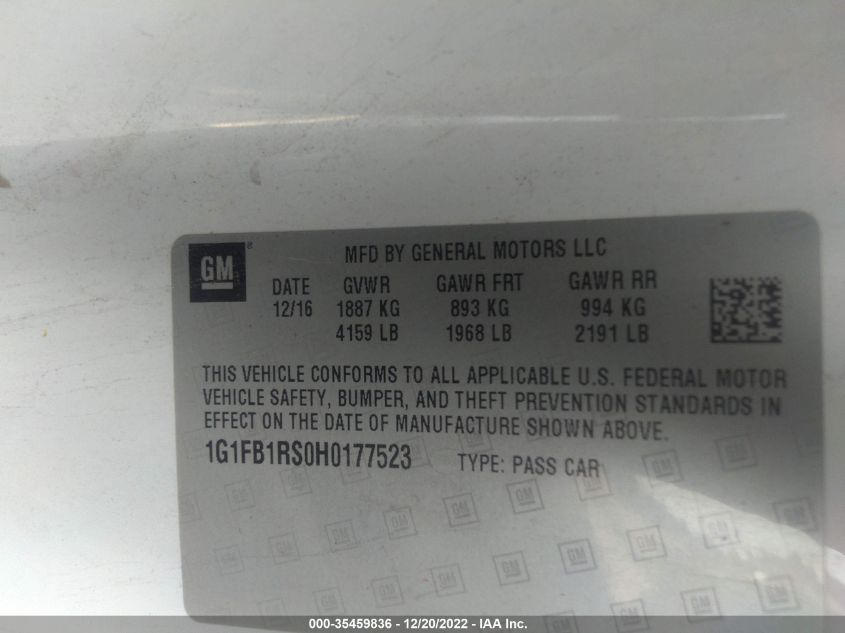 GM ®
MFD BY GENERAL MOTORS LLC
DATE GVWR GAWR FRT GAWR RR
12/16 1887 KG 893 KG 994 KG
4159 LB 1968 LB 2191 LB
THIS VEHICLE CONFORMS TO ALL APPLICABLE U.S. FEDERAL MOTOR
VEHICLE SAFETY, BUMPER, AND THEFT PREVENTION STANDARDS IN
EFFECT ON THE DATE OF MANUFACTURE SHOWN ABOVE.
1G1FB1RS0H0177523 TYPE: PASS CAR
000-35459836 - 12/20/2022 - IAA Inc.